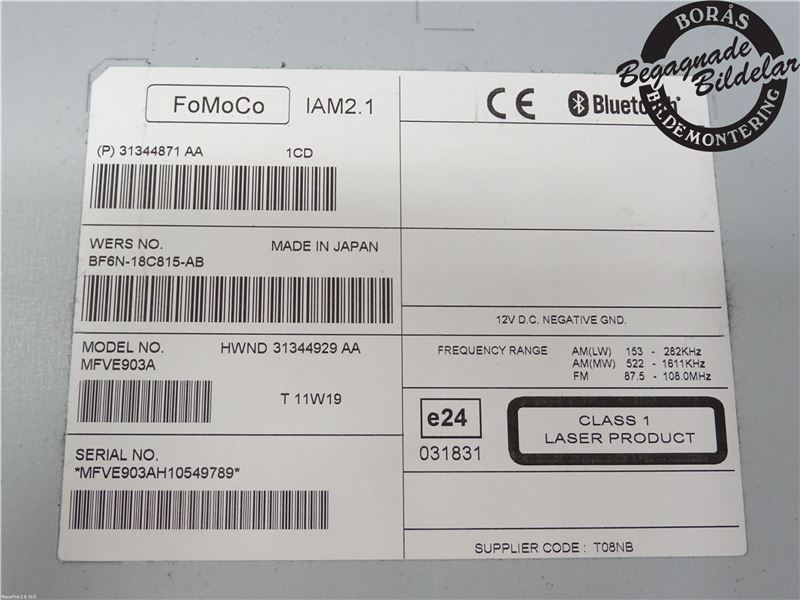 BORÅS
Begagnade
Bildelar
BILDEMONTERING
FoMoCo IAM2.1
CE Bluetooth
(P) 31344871 AA 1CD
WERS NO. MADE IN JAPAN
BF6N-18C815-AB
12V D.C. NEGATIVE GND.
MODEL NO. HWND 31344929 AA
MFVE903A
T 11W19
FREQUENCY RANGE AM(LW) 153 - 282KHz
AM(MW) 522 - 1611KHz
FM 87.5 - 108.0MHz
e24
031831
CLASS 1
LASER PRODUCT
SERIAL NO.
*MFVE903AH10549789*
SUPPLIER CODE : T08NB